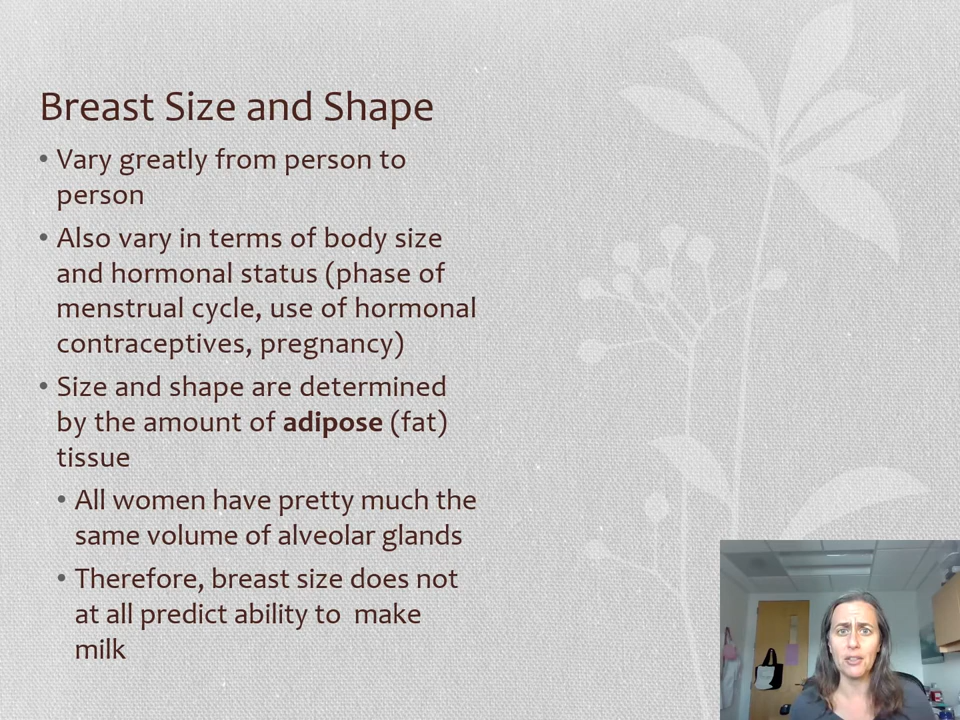 Breast Size and Shape
• Vary greatly from person to
person
• Also vary in terms of body size
and hormonal status (phase of
menstrual cycle, use of hormonal
contraceptives, pregnancy)
• Size and shape are determined
by the amount of adipose (fat)
tissue
• All women have pretty much the
same volume of alveolar glands
• Therefore, breast size does not
at all predict ability to  make
milk